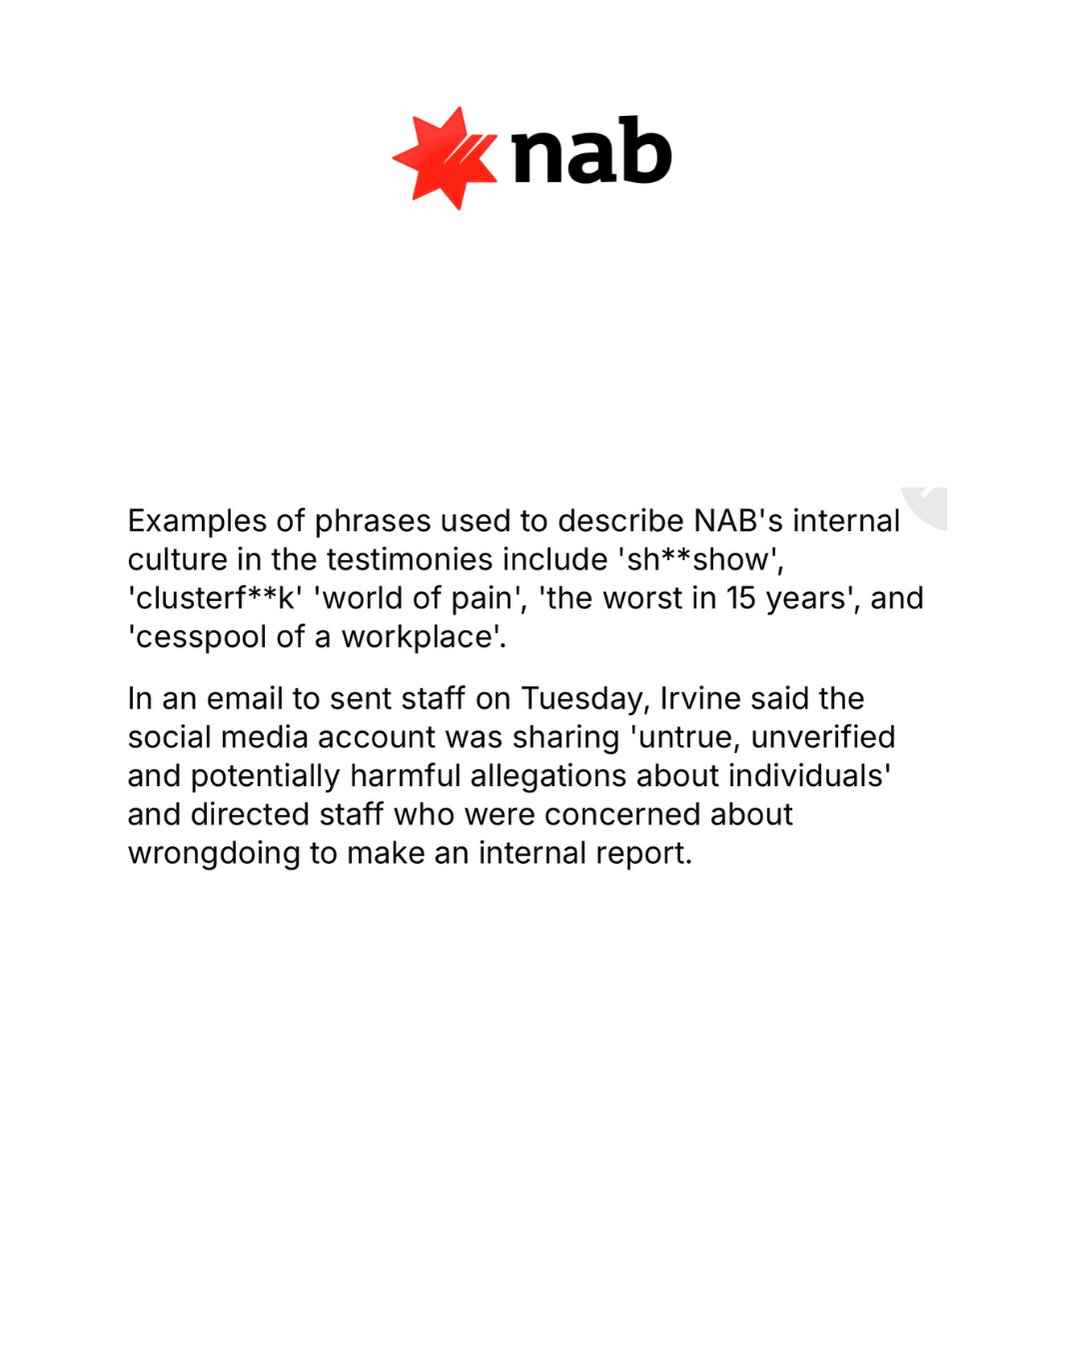 nab
Examples of phrases used to describe NAB's internal
culture in the testimonies include 'sh**show',
'clusterf**k' 'world of pain', 'the worst in 15 years', and
'cesspool of a workplace'.
In an email to sent staff on Tuesday, Irvine said the
social media account was sharing 'untrue, unverified
and potentially harmful allegations about individuals'
and directed staff who were concerned about
wrongdoing to make an internal report.